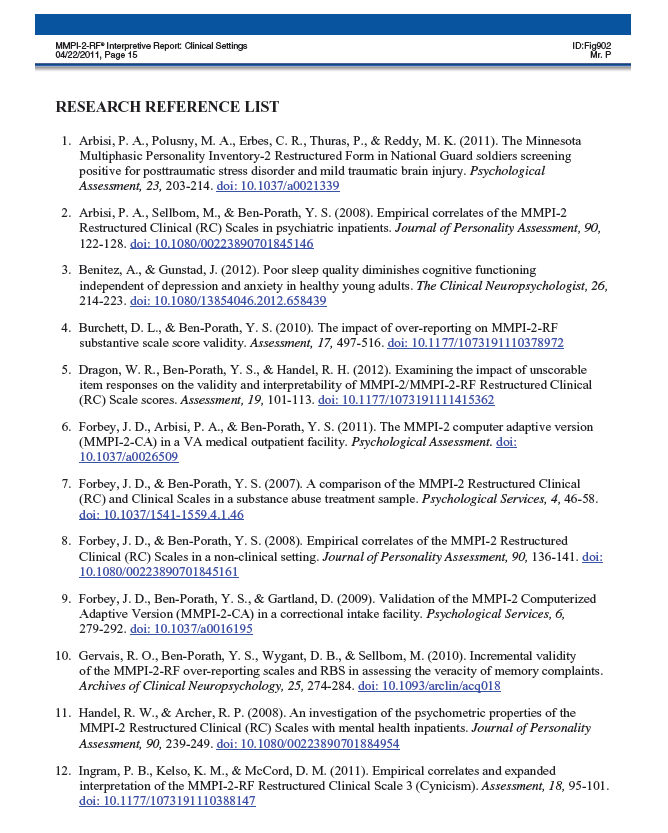 MMPI-2-RF® Interpretive Report: Clinical Settings
04/22/2011, Page 15
ID:Fig902
Mr. P
RESEARCH REFERENCE LIST
1. Arbisi, P. A., Polusny, M. A., Erbes, C. R., Thuras, P., & Reddy, M. K. (2011). The Minnesota
Multiphasic Personality Inventory-2 Restructured Form in National Guard soldiers screening
positive for posttraumatic stress disorder and mild traumatic brain injury. Psychological
Assessment, 23, 203-214. doi: 10.1037/a0021339
2. Arbisi, P. A., Sellbom, M., & Ben-Porath, Y. S. (2008). Empirical correlates of the MMPI-2
Restructured Clinical (RC) Scales in psychiatric inpatients. Journal of Personality Assessment, 90,
122-128. doi: 10.1080/00223890701845146
3. Benitez, A., & Gunstad, J. (2012). Poor sleep quality diminishes cognitive functioning
independent of depression and anxiety in healthy young adults. The Clinical Neuropsychologist, 26,
214-223. doi: 10.1080/13854046.2012.658439
4. Burchett, D. L., & Ben-Porath, Y. S. (2010). The impact of over-reporting on MMPI-2-RF
substantive scale score validity. Assessment, 17, 497-516. doi: 10.1177/1073191110378972
5. Dragon, W. R., Ben-Porath, Y. S., & Handel, R. H. (2012). Examining the impact of unscorable
item responses on the validity and interpretability of MMPI-2/MMPI-2-RF Restructured Clinical
(RC) Scale scores. Assessment, 19, 101-113. doi: 10.1177/1073191111415362
6. Forbey, J. D., Arbisi, P. A., & Ben-Porath, Y. S. (2011). The MMPI-2 computer adaptive version
(MMPI-2-CA) in a VA medical outpatient facility. Psychological Assessment. doi:
10.1037/a0026509
7. Forbey, J. D., & Ben-Porath, Y. S. (2007). A comparison of the MMPI-2 Restructured Clinical
(RC) and Clinical Scales in a substance abuse treatment sample. Psychological Services, 4, 46-58.
doi: 10.1037/1541-1559.4.1.46
8. Forbey, J. D., & Ben-Porath, Y. S. (2008). Empirical correlates of the MMPI-2 Restructured
Clinical (RC) Scales in a non-clinical setting. Journal of Personality Assessment, 90, 136-141. doi:
10.1080/00223890701845161
9. Forbey, J. D., Ben-Porath, Y. S., & Gartland, D. (2009). Validation of the MMPI-2 Computerized
Adaptive Version (MMPI-2-CA) in a correctional intake facility. Psychological Services, 6,
279-292. doi: 10.1037/a0016195
10. Gervais, R. O., Ben-Porath, Y. S., Wygant, D. B., & Sellbom, M. (2010). Incremental validity
of the MMPI-2-RF over-reporting scales and RBS in assessing the veracity of memory complaints.
Archives of Clinical Neuropsychology, 25, 274-284. doi: 10.1093/arclin/acq018
11. Handel, R. W., & Archer, R. P. (2008). An investigation of the psychometric properties of the
MMPI-2 Restructured Clinical (RC) Scales with mental health inpatients. Journal of Personality
Assessment, 90, 239-249. doi: 10.1080/00223890701884954
12. Ingram, P. B., Kelso, K. M., & McCord, D. M. (2011). Empirical correlates and expanded
interpretation of the MMPI-2-RF Restructured Clinical Scale 3 (Cynicism). Assessment, 18, 95-101.
doi: 10.1177/1073191110388147